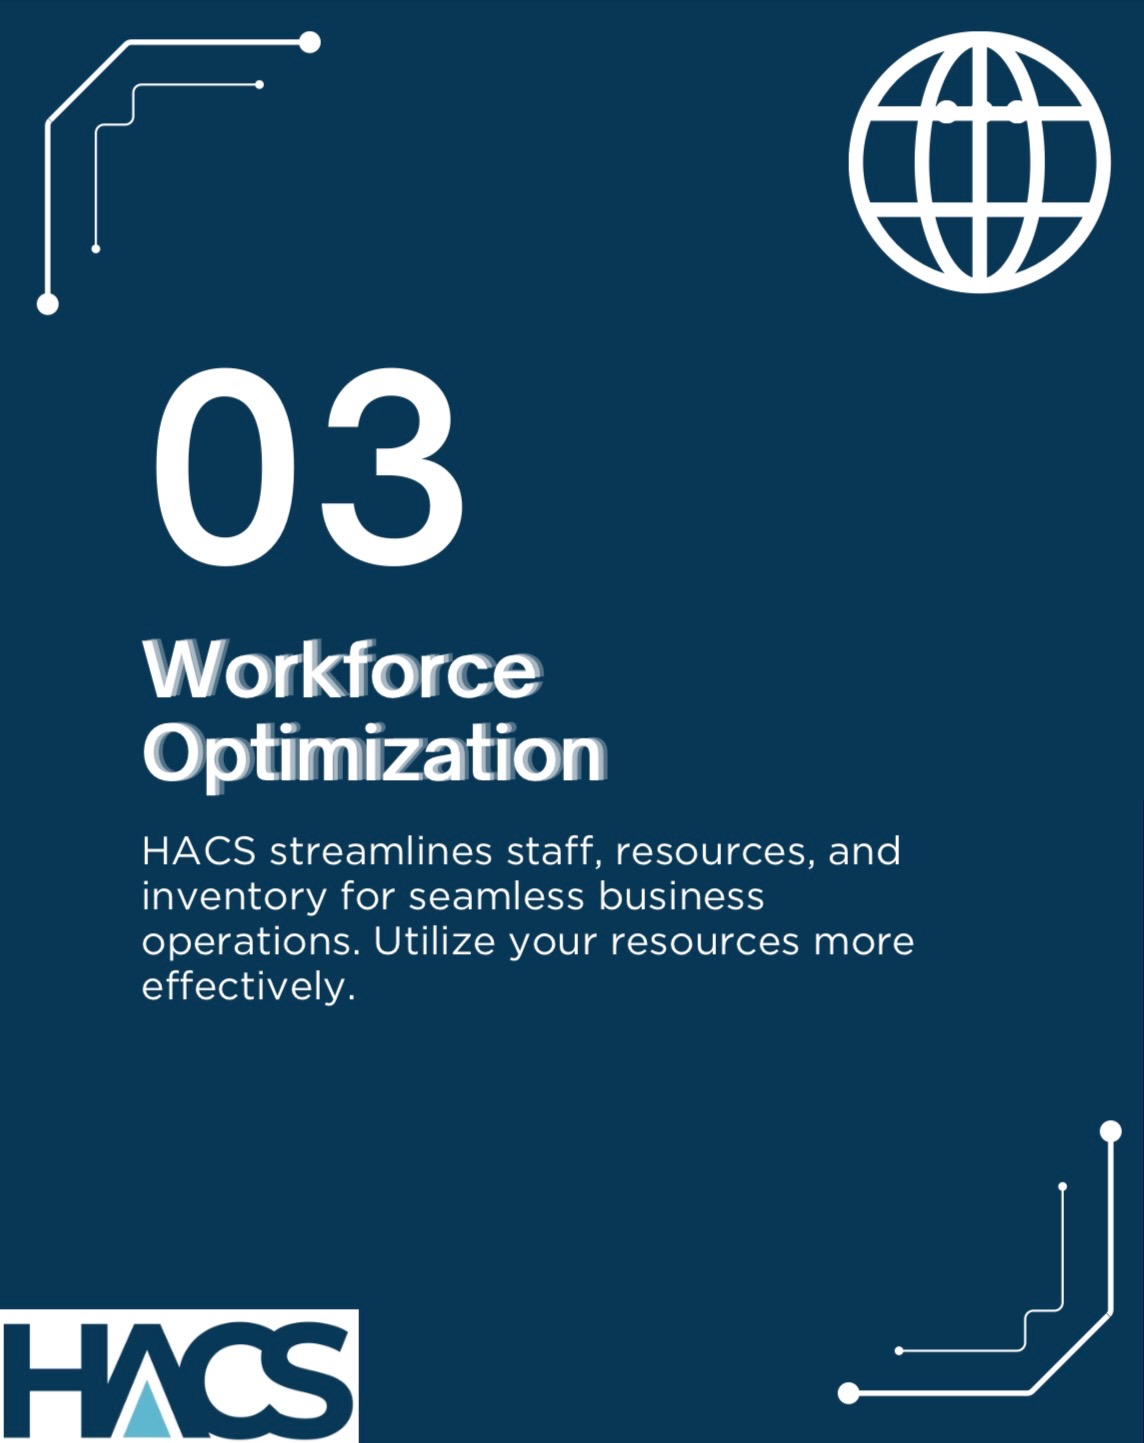 03
Workforce
Optimization
HACS streamlines staff, resources, and
inventory for seamless business
operations. Utilize your resources more
effectively.
HACS